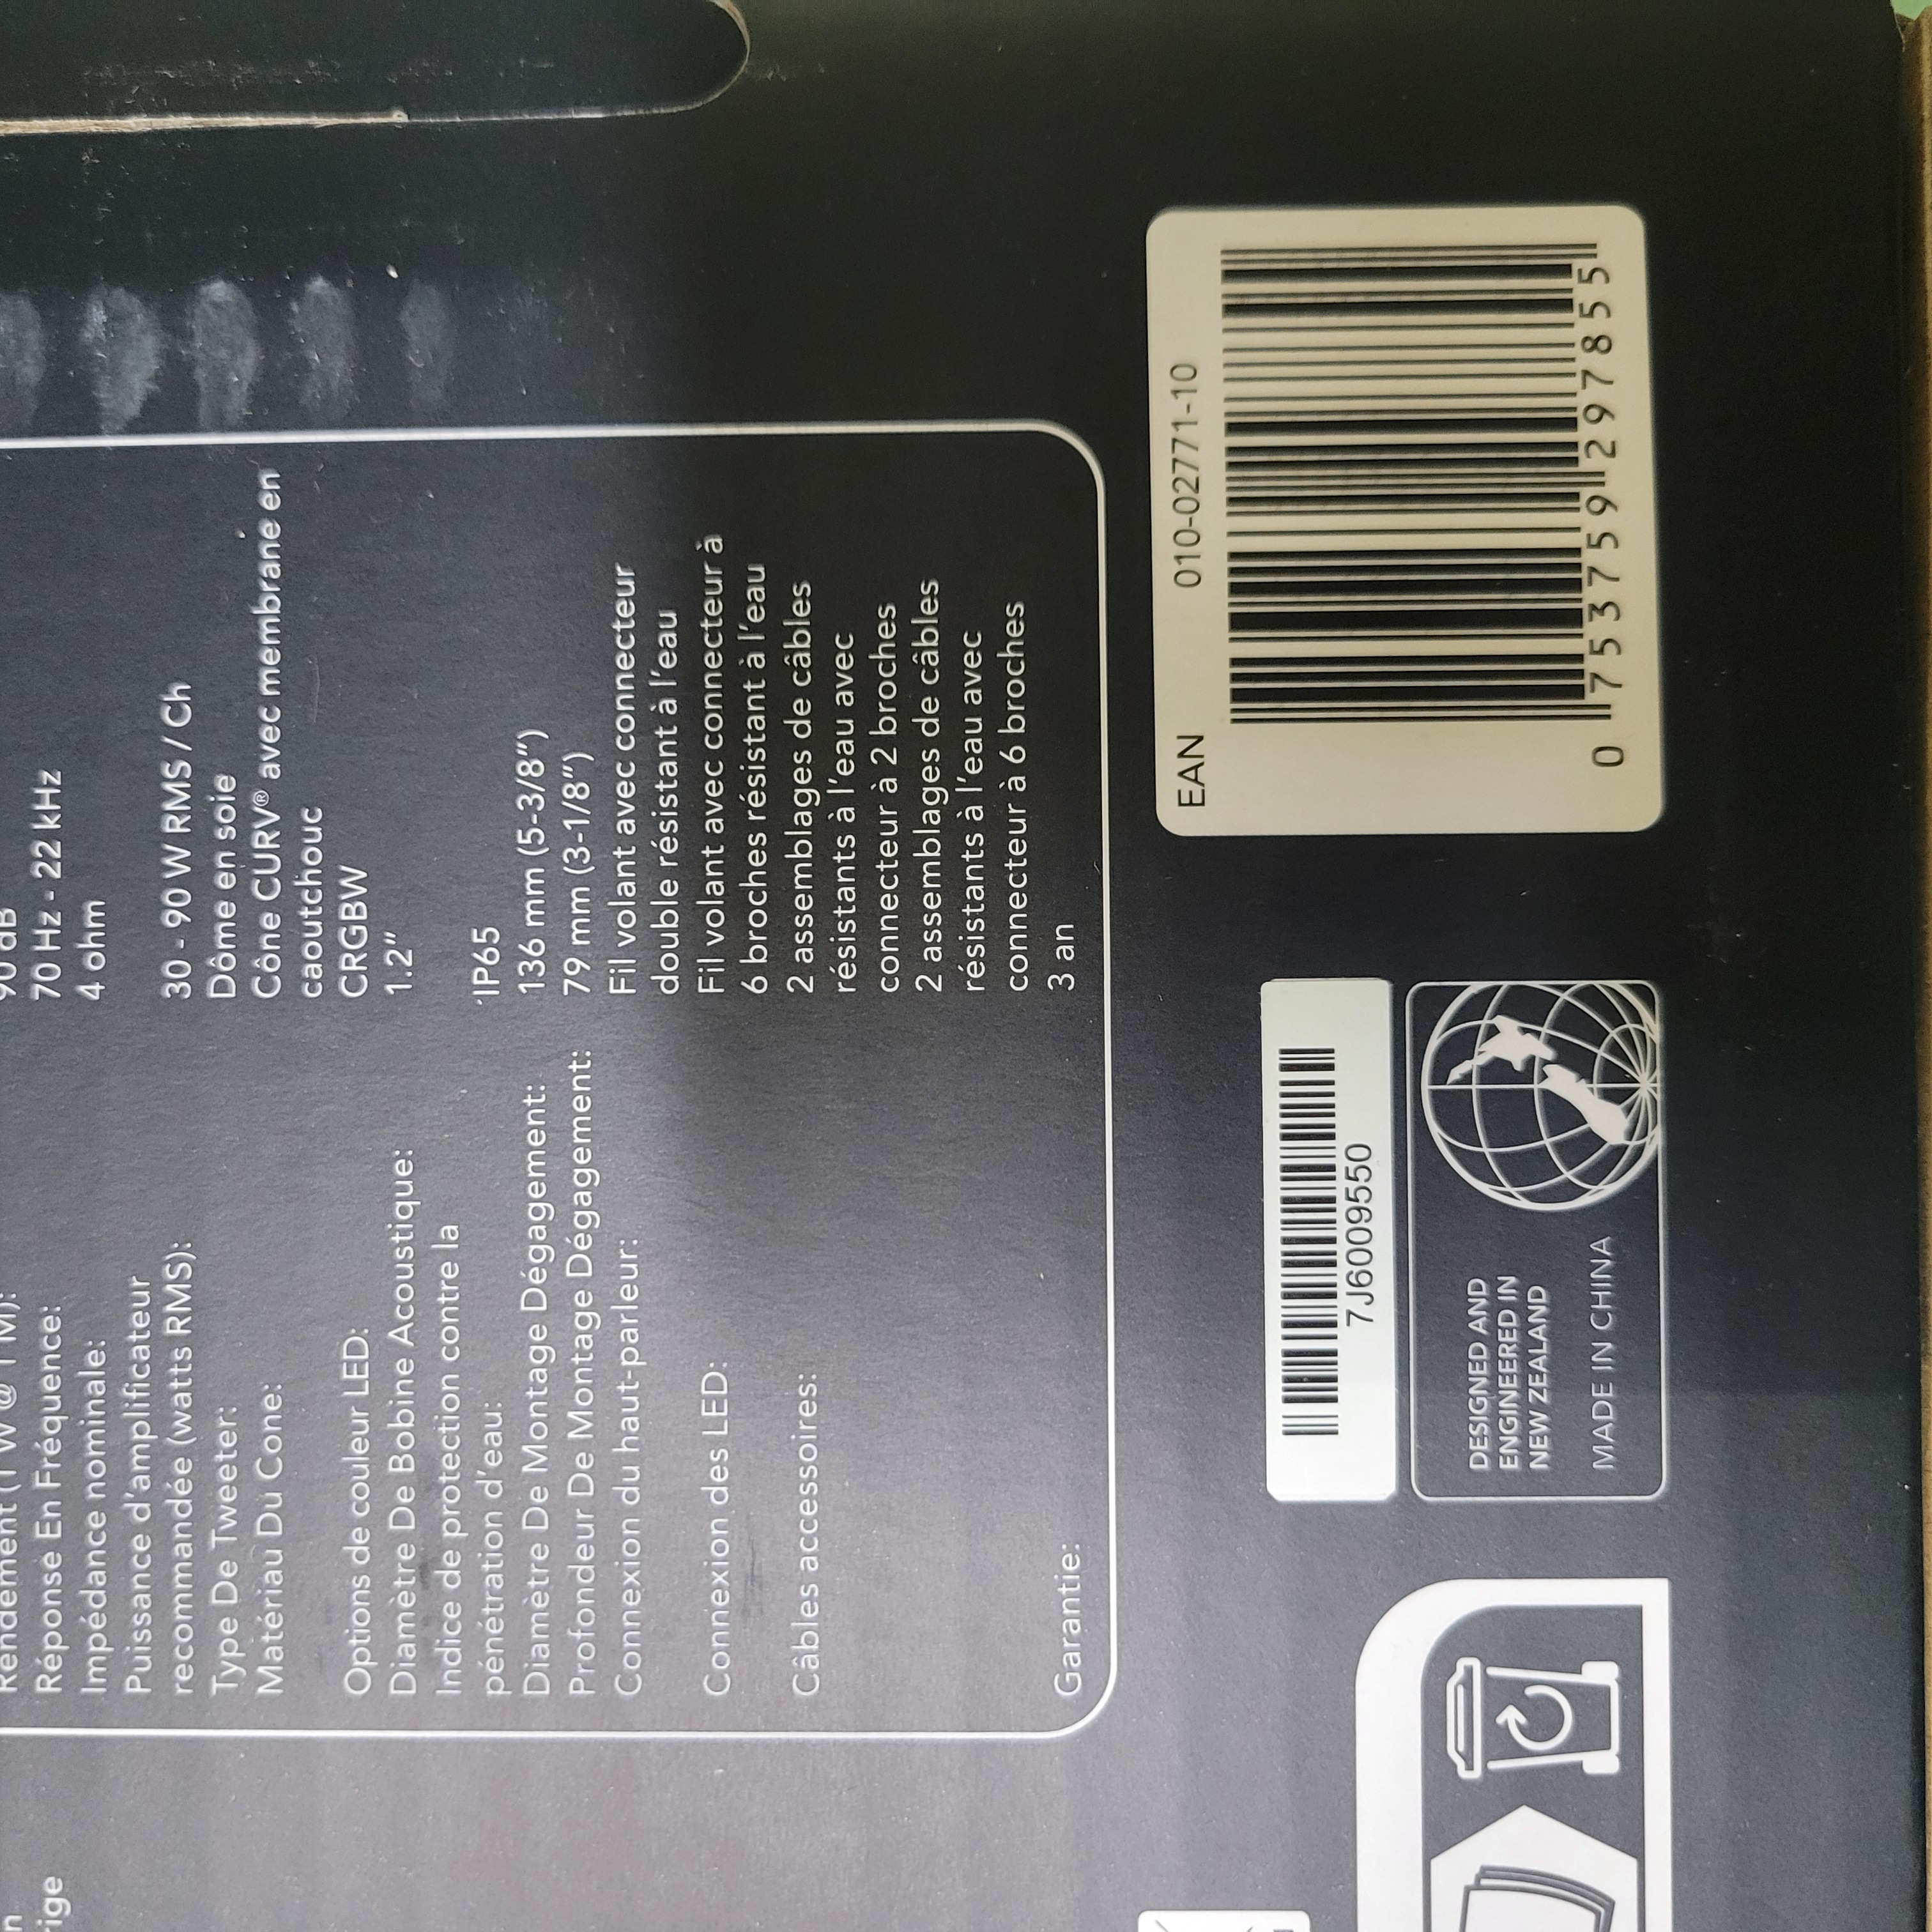 90 dB
Réponse En Fréquence: 70 Hz - 22 kHz
Impédance nominale: 4 ohm
Puissance d'amplificateur
recommandée (watts RMS): 30 - 90 W RMS / Ch
Type De Tweeter: Dôme en soie
Matériau Du Cone: Cône CURV® avec membrane en
caoutchouc
Options de couleur LED: CRGBW
Diamètre De Bobine Acoustique: 1.2"
Indice de protection contre la
pénétration d'eau: 'IP65
Diamètre De Montage Dégagement: 136 mm (5-3/8")
Profondeur De Montage Dégagement: 79 mm (3-1/8")
Connexion du haut-parleur: Fil volant avec connecteur
double résistant à l'eau
Connexion des LED: Fil volant avec connecteur à
6 broches résistant à l'eau
Câbles accessoires: 2 assemblages de câbles
résistants à l'eau avec
connecteur à 2 broches
2 assemblages de câbles
résistants à l'eau avec
connecteur à 6 broches
Garantie: 3 an
7J6009550
DESIGNED AND
ENGINEERED IN
NEW ZEALAND
MADE IN CHINA
EAN 010-02771-10
0 753759 297855